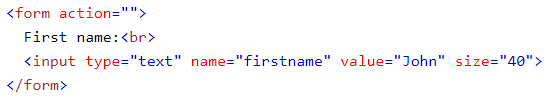 <form action="">
First name:<br>
<input type="text" name="firstname" value="John" size="40">
</form>